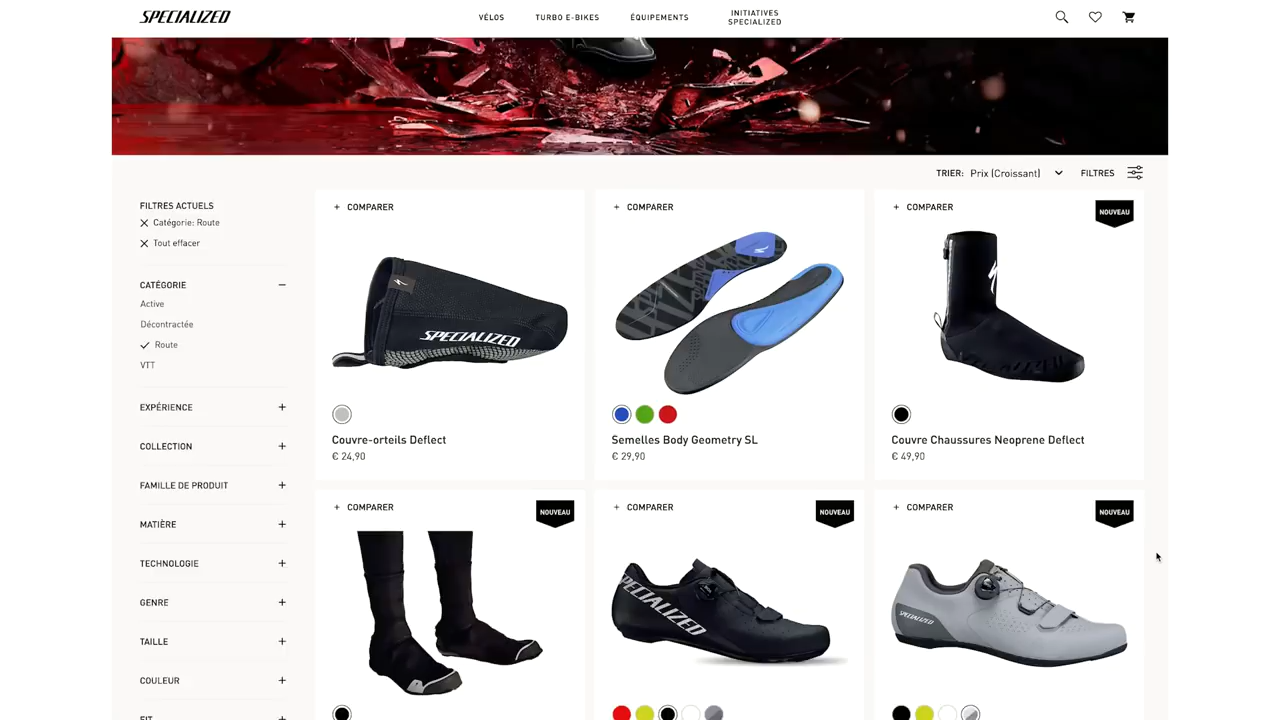 SPECIALIZED
VÉLOS
TURBO E-BIKES
ÉQUIPEMENTS
INITIATIVES
SPECIALIZED
TRIER: Prix (Croissant)
FILTRES
FILTRES ACTUELS
Catégorie: Route
Tout effacer
CATÉGORIE
Active
Décontractée
Route
VTT
EXPÉRIENCE
COLLECTION
FAMILLE DE PRODUIT
MATIÈRE
TECHNOLOGIE
GENRE
TAILLE
COULEUR
FIT
+ COMPARER
SPECIALIZED
Couvre-orteils Deflect
€ 24,90
+ COMPARER
Semelles Body Geometry SL
€ 29,90
+ COMPARER
NOUVEAU
Couvre Chaussures Neoprene Deflect
€ 49,90
+ COMPARER
NOUVEAU
+ COMPARER
NOUVEAU
SPECIALIZED
+ COMPARER
NOUVEAU
SPECIALIZED